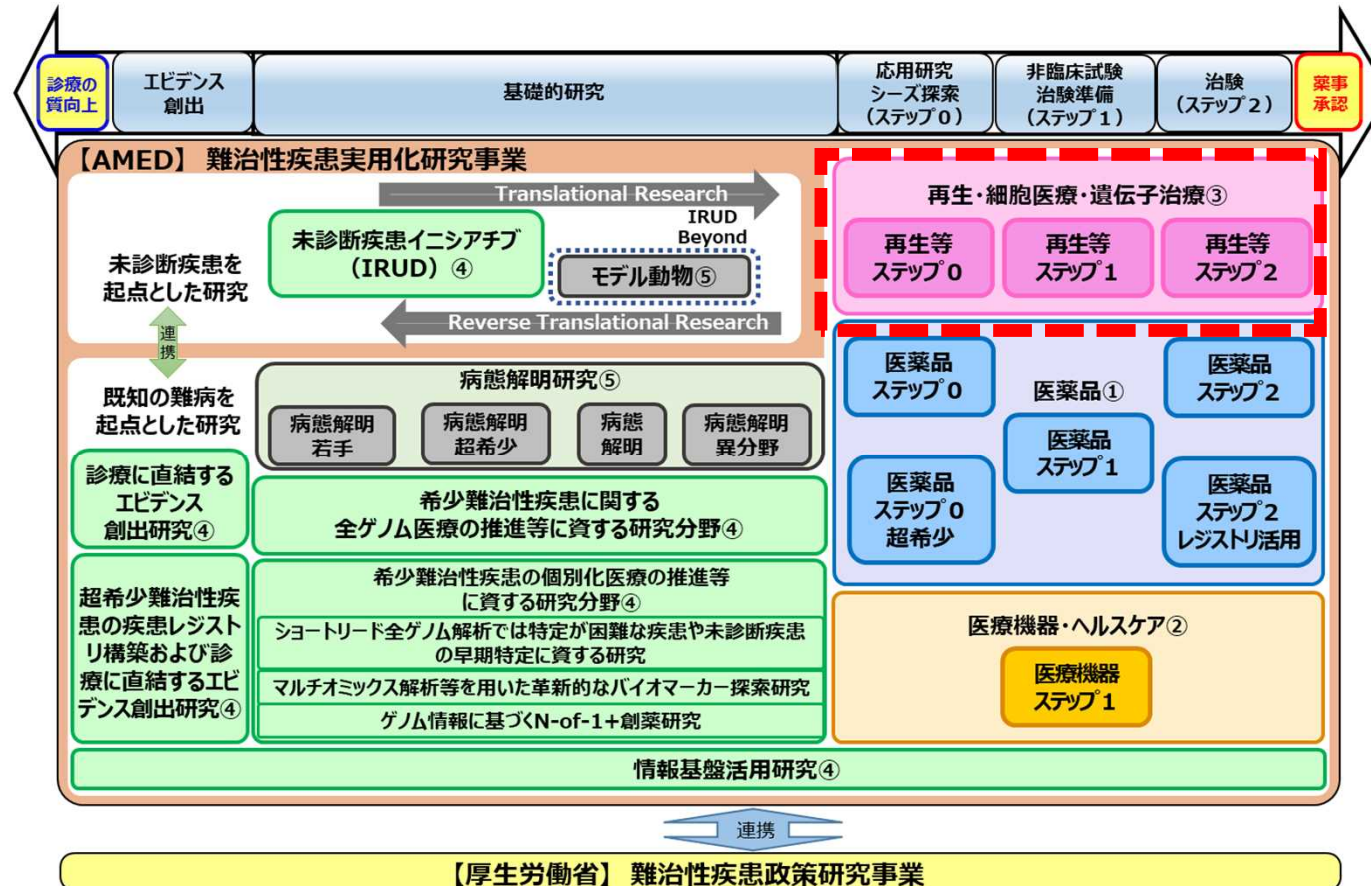 診療の
質向上
エビデンス
創出
基礎的研究
応用研究
シーズ探索
(ステップ0)
非臨床試験
治験準備
(ステップ1)
治験
(ステップ2)
薬事
承認
【AMED】 難治性疾患実用化研究事業
Translational Research
IRUD
Beyond
未診断疾患を
起点とした研究
未診断疾患イニシアチブ
(IRUD)④
モデル動物⑤
Reverse Translational Research
連
携
既知の難病を
起点とした研究
病態解明研究⑤
病態解明
若手
病態解明
超希少
病態
解明
病態解明
異分野
診療に直結する
エビデンス
創出研究④
希少難治性疾患に関する
全ゲノム医療の推進等に資する研究分野④
超希少難治性疾
患の疾患レジスト
リ構築および診
療に直結するエビ
デンス創出研究④
希少難治性疾患の個別化医療の推進等
に資する研究分野④
ショートリード全ゲノム解析では特定が困難な疾患や未診断疾患
の早期特定に資する研究
マルチオミックス解析等を用いた革新的なバイオマーカー探索研究
ゲノム情報に基づくN-of-1+創薬研究
再生・細胞医療・遺伝子治療③
再生等
ステップ0
再生等
ステップ1
再生等
ステップ2
医薬品
ステップ0
医薬品①
医薬品
ステップ2
医薬品
ステップ1
医薬品
ステップ0
超希少
医薬品
ステップ2
レジストリ活用
医療機器・ヘルスケア②
医療機器
ステップ1
情報基盤活用研究④
連携
【厚生労働省】 難治性疾患政策研究事業